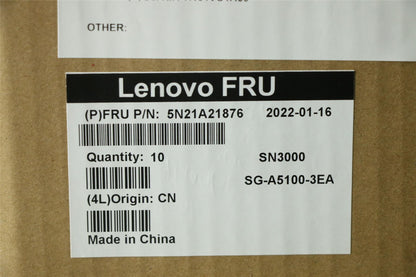 OTHER:
Lenovo FRU
(P)FRU P/N: 5N21A21876 2022-01-16
Quantity: 10 SN3000
SG-A5100-3EA
(4L)Origin: CN
Made in China